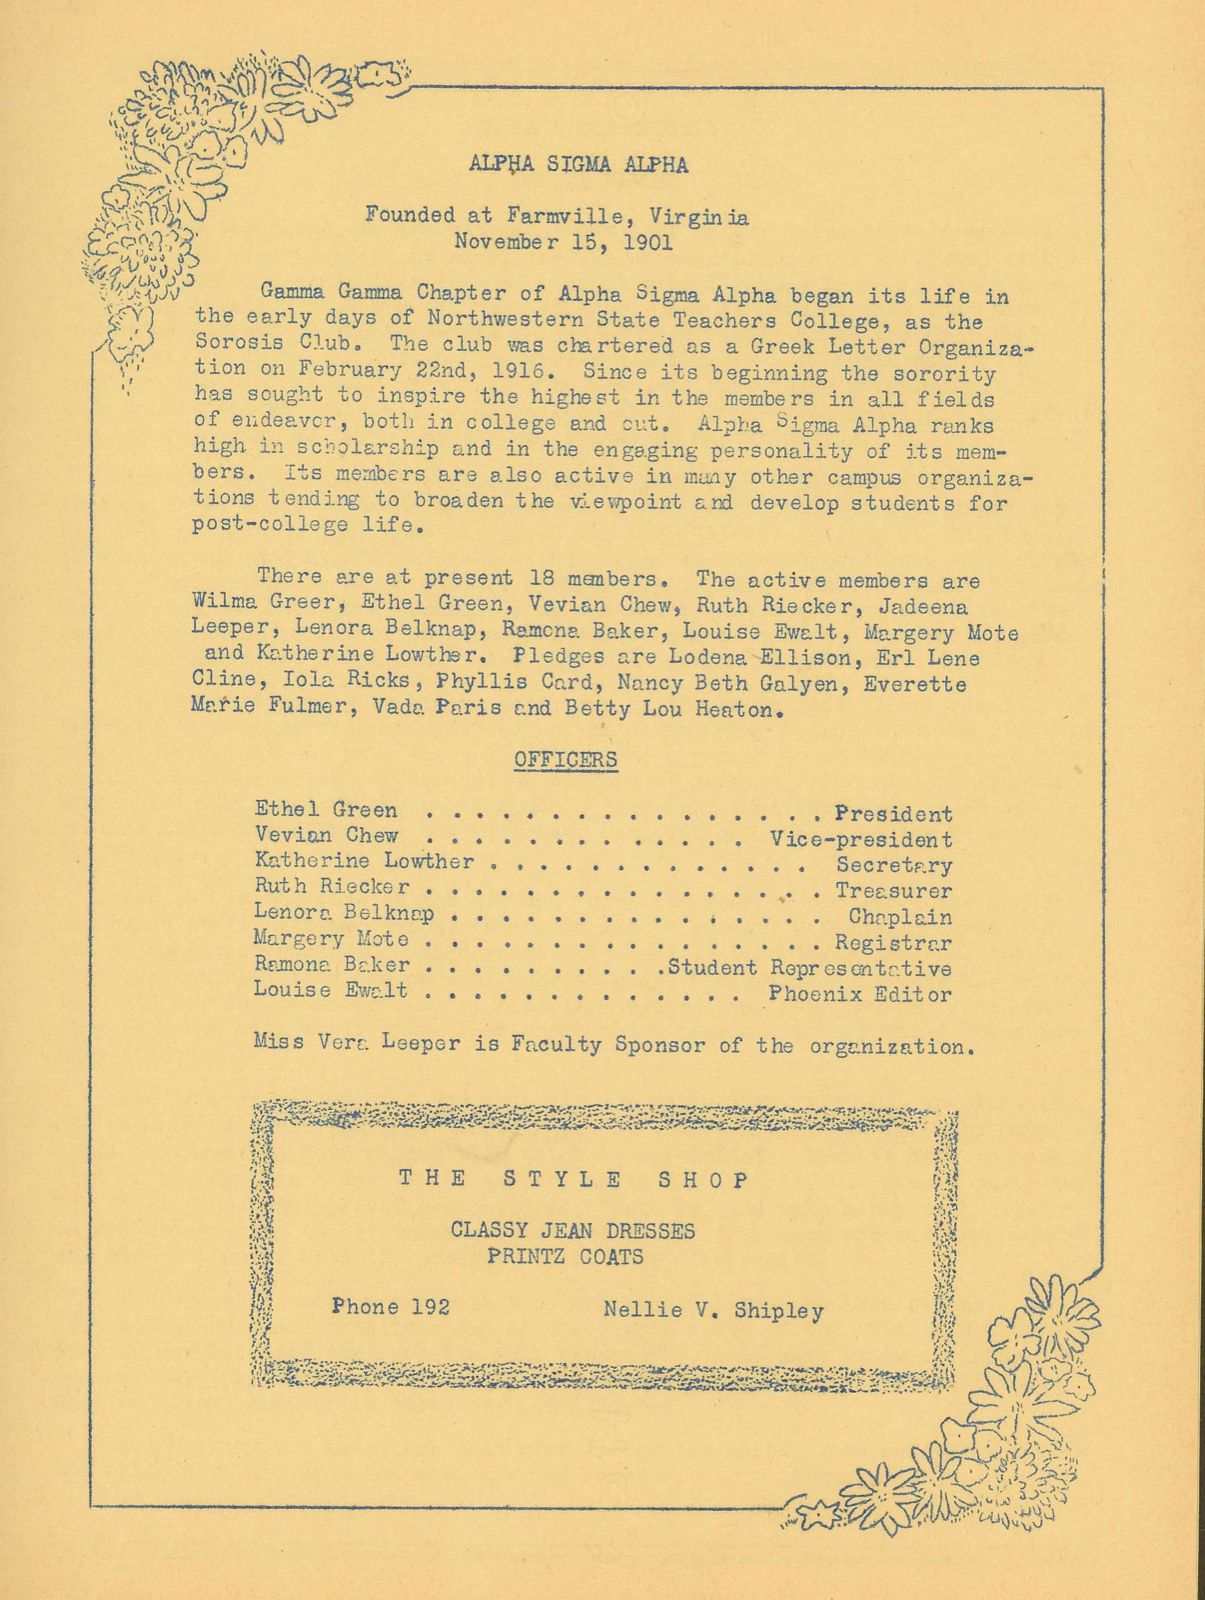 ALPHA SIGMA ALPHA
Founded at Farmville, Virginia
November 15, 1901
Gamma Gamma Chapter of Alpha Sigma Alpha began its life in
the early days of Northwestern State Teachers College, as the
Sorosis Club. The club was chartered as a Greek Letter Organiza-
tion on February 22nd, 1916. Since its beginning the sorority
has sought to inspire the highest in the members in all fields
of endeavor, both in college and out. Alpha Sigma Alpha ranks
high in scholarship and in the engaging personality of its mem-
bers. Its members are also active in many other campus organiza-
tions tending to broaden the viewpoint and develop students for
post-college life.
There are at present 18 members. The active members are
Wilma Greer, Ethel Green, Vevian Chew, Ruth Riecker, Jadeena
Leeper, Lenora Belknap, Ramona Baker, Louise Ewalt, Margery Mote
and Katherine Lowther. Pledges are Lodena Ellison, Erl Lene
Cline, Iola Ricks, Phyllis Card, Nancy Beth Galyen, Everette
Marie Fulmer, Vada Paris and Betty Lou Heaton.
OFFICERS
Ethel Green . . . . . . . . . . . . . . . . President
Vevian Chew . . . . . . . . . . . . . Vice-president
Katherine Lowther . . . . . . . . . . . . . Secretary
Ruth Riecker . . . . . . . . . . . . . . . . Treasurer
Lenora Belknap . . . . . . . . . . . . . . . Chaplain
Margery Mote . . . . . . . . . . . . . . . . Registrar
Ramona Baker . . . . . . . . . .Student Representative
Louise Ewalt . . . . . . . . . . . . . Phoenix Editor
Miss Vera Leeper is Faculty Sponsor of the organization.
THE STYLE SHOP
CLASSY JEAN DRESSES
PRINTZ COATS
Phone 192 Nellie V. Shipley